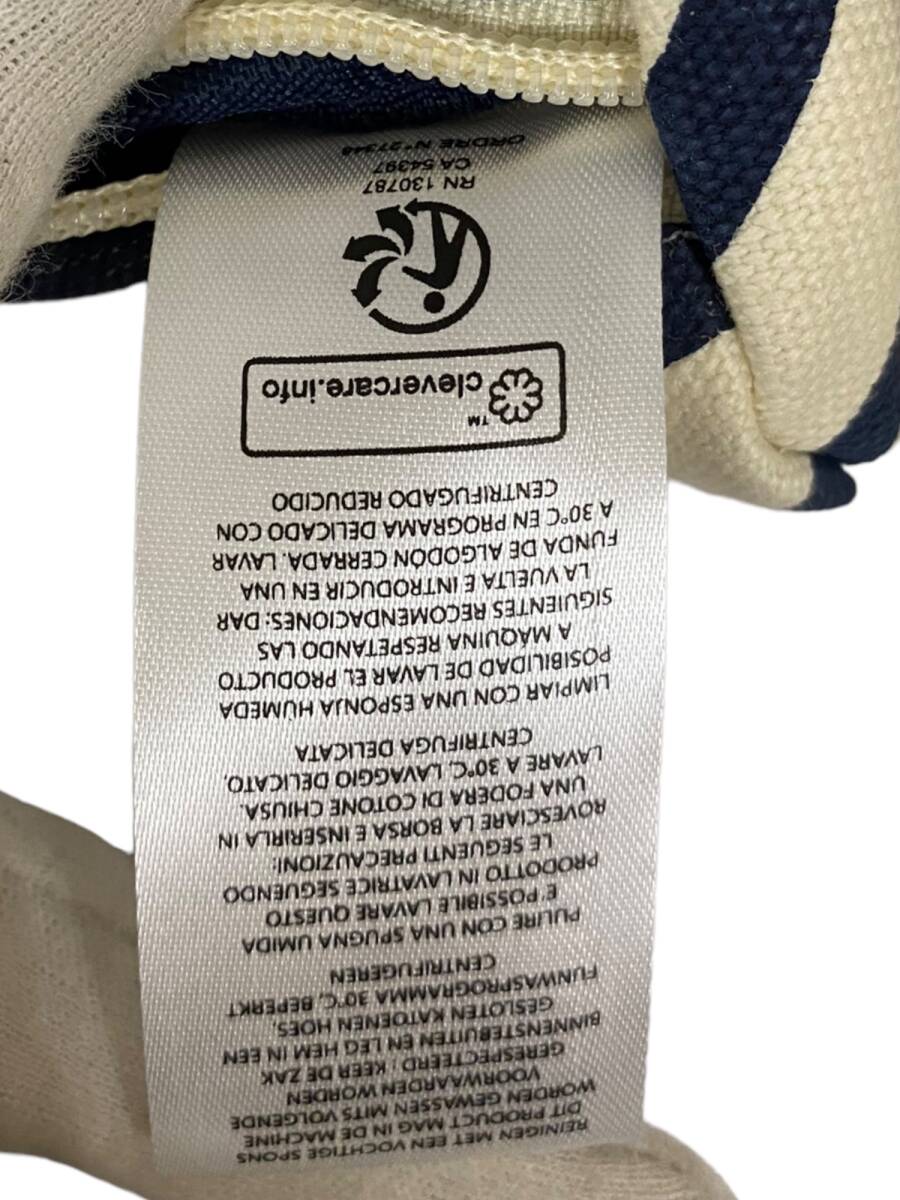 REINIGEN MET EEN VOCHTIGE SPONS
DIT PRODUCT MAG IN DE MACHINE
WORDEN GEWASSEN MITS VOLGENDE
VOORWAARDEN WORDEN
GERESPECTEERD : KEER DE ZAK
BINNENSTEBUITEN EN LEG HEM IN EEN
GESLOTEN KATOENEN HOES,
FIJNWASPROGRAMMA 30°C, BEPERKT
CENTRIFUGEREN
PULIRE CON UNA SPUGNA UMIDA
E' POSSIBILE LAVARE QUESTO
PRODOTTO IN LAVATRICE SEGUENDO
LE SEGUENTI PRECAUZIONI:
ROVESCIARE LA BORSA E INSERIRLA IN
UNA FODERA DI COTONE CHIUSA.
LAVARE A 30°C, LAVAGGIO DELICATO,
CENTRIFUGA DELICATA
LIMPIAR CON UNA ESPONJA HÚMEDA
POSIBILIDAD DE LAVAR EL PRODUCTO
A MÁQUINA RESPETANDO LAS
SIGUIENTES RECOMENDACIONES: DAR
LA VUELTA E INTRODUCIR EN UNA
FUNDA DE ALGODÓN CERRADA. LAVAR
A 30°C EN PROGRAMA DELICADO CON
CENTRIFUGADO REDUCIDO
clevercare.info™
RN 130787
CA 54397
ORDRE N°27348